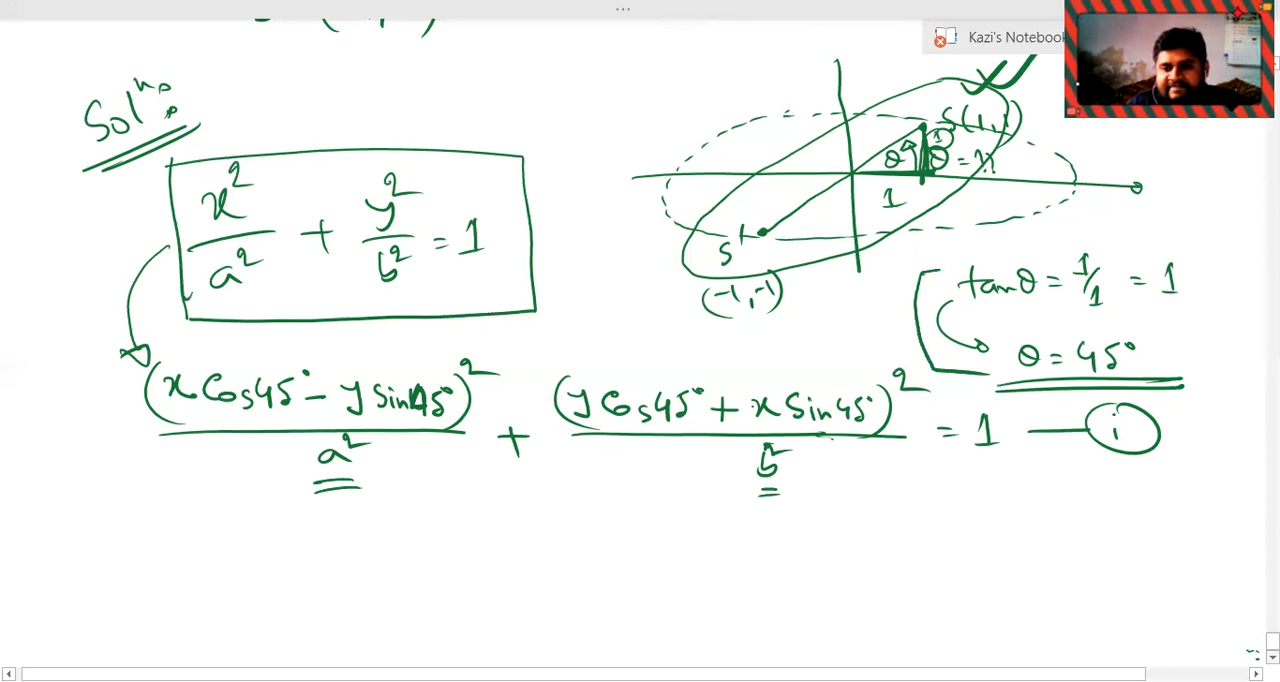 Kazi's Notebook
Solⁿ:
x²/a² + y²/b² = 1
S(1,1)
θ
1
S'
(-1,-1)
tanθ = 1/1 = 1
θ = 45°
(x Cos45° - y Sin45°)²/a² + (y Cos45° + x Sin45°)²/b² = 1 — (i)